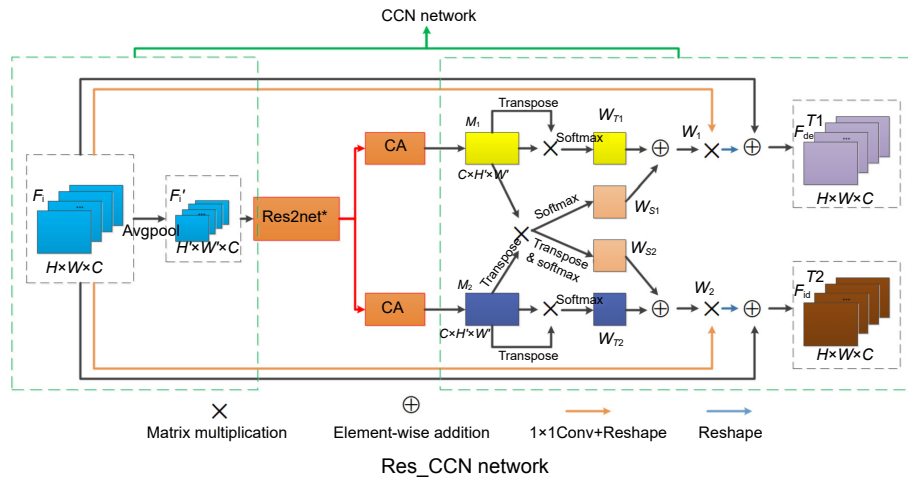 CCN network
Transpose
M1
WT1
Softmax
W1
T1
Fde
CA
...
Fi
F'i
C×H'×W'
H×W×C
Softmax
WS1
Res2net*
Avgpool
H'×W'×C
H×W×C
Transpose
Transpose
& softmax
WS2
M2
Softmax
W2
T2
Fid
CA
...
C×H'×W'
WT2
Transpose
H×W×C
Matrix multiplication
Element-wise addition
1×1Conv+Reshape
Reshape
Res_CCN network